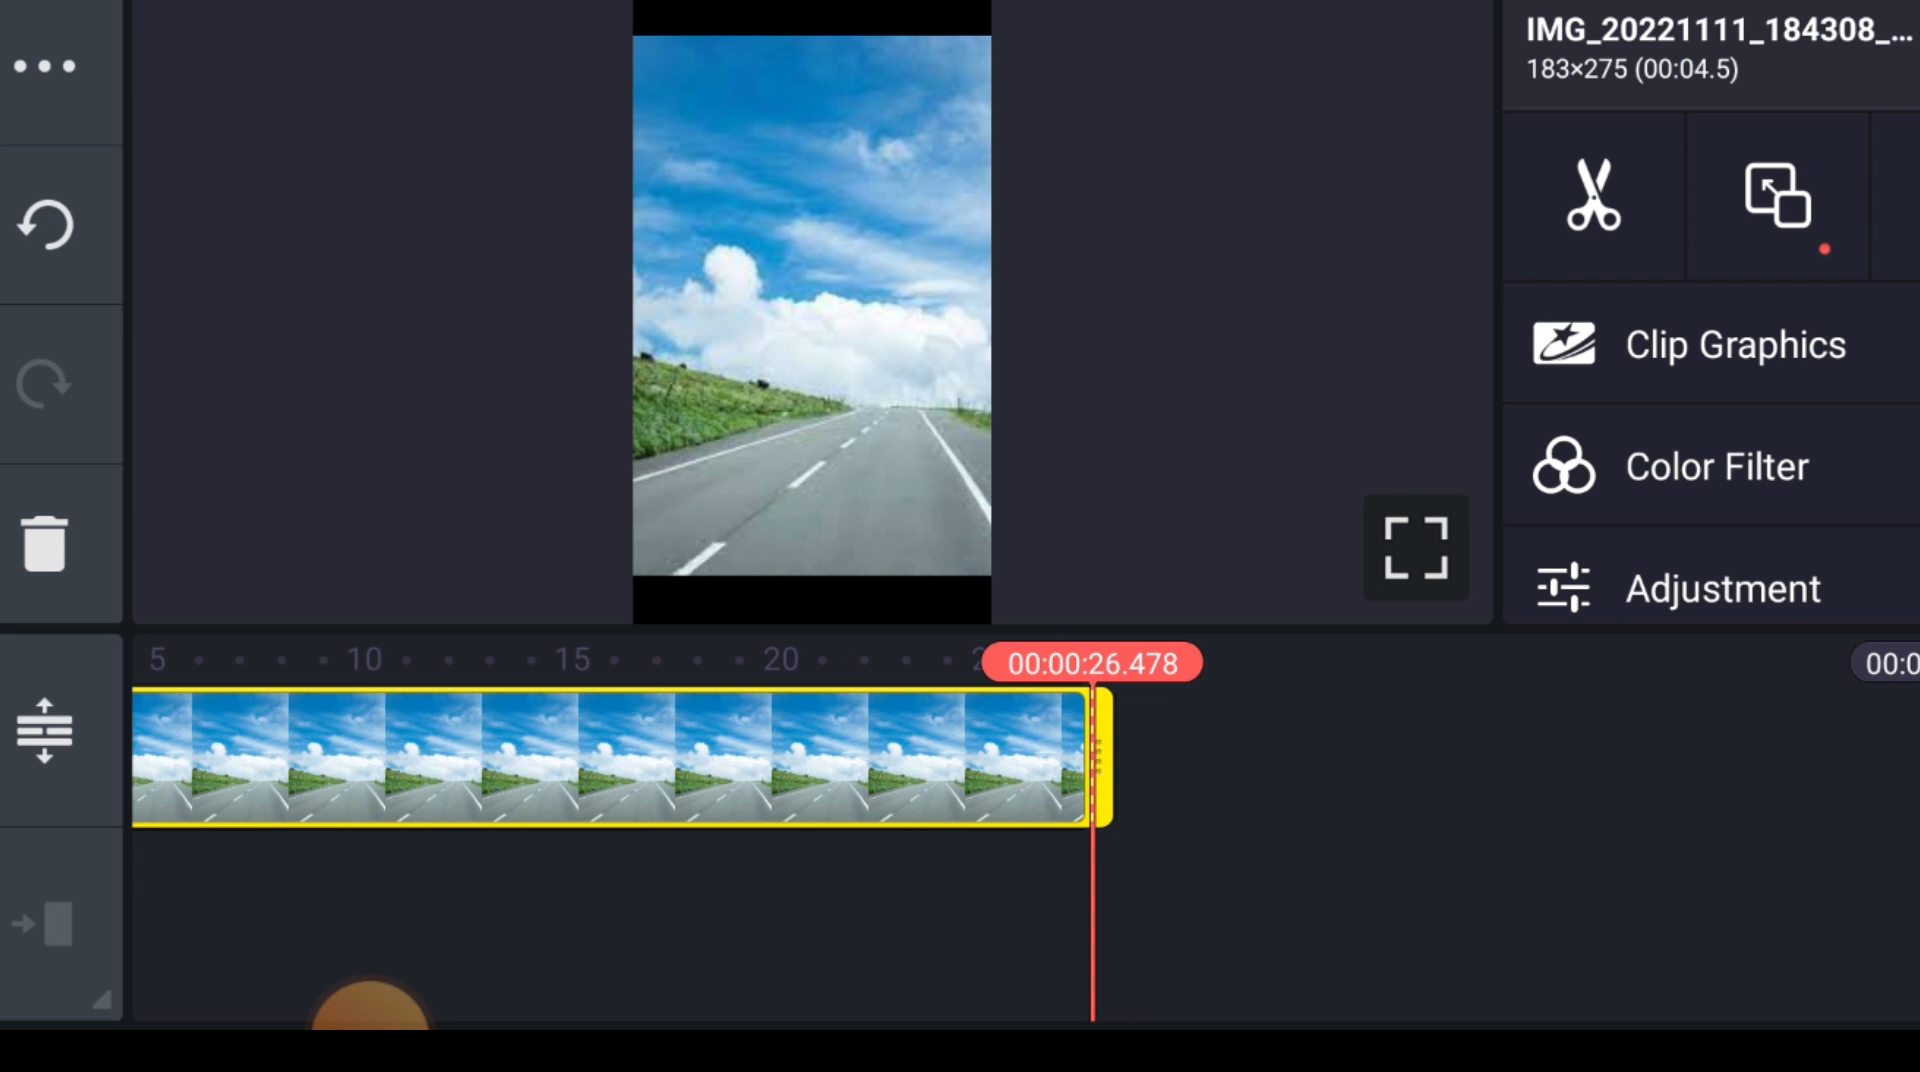 IMG_20221111_184308_...
183×275 (00:04.5)
Clip Graphics
Color Filter
Adjustment
5 10 15 20 00:00:26.478